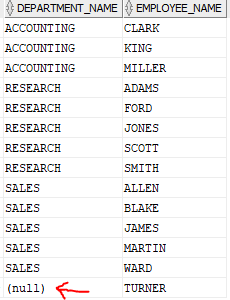 DEPARTMENT_NAME EMPLOYEE_NAME
ACCOUNTING CLARK
ACCOUNTING KING
ACCOUNTING MILLER
RESEARCH ADAMS
RESEARCH FORD
RESEARCH JONES
RESEARCH SCOTT
RESEARCH SMITH
SALES ALLEN
SALES BLAKE
SALES JAMES
SALES MARTIN
SALES WARD
(null) TURNER